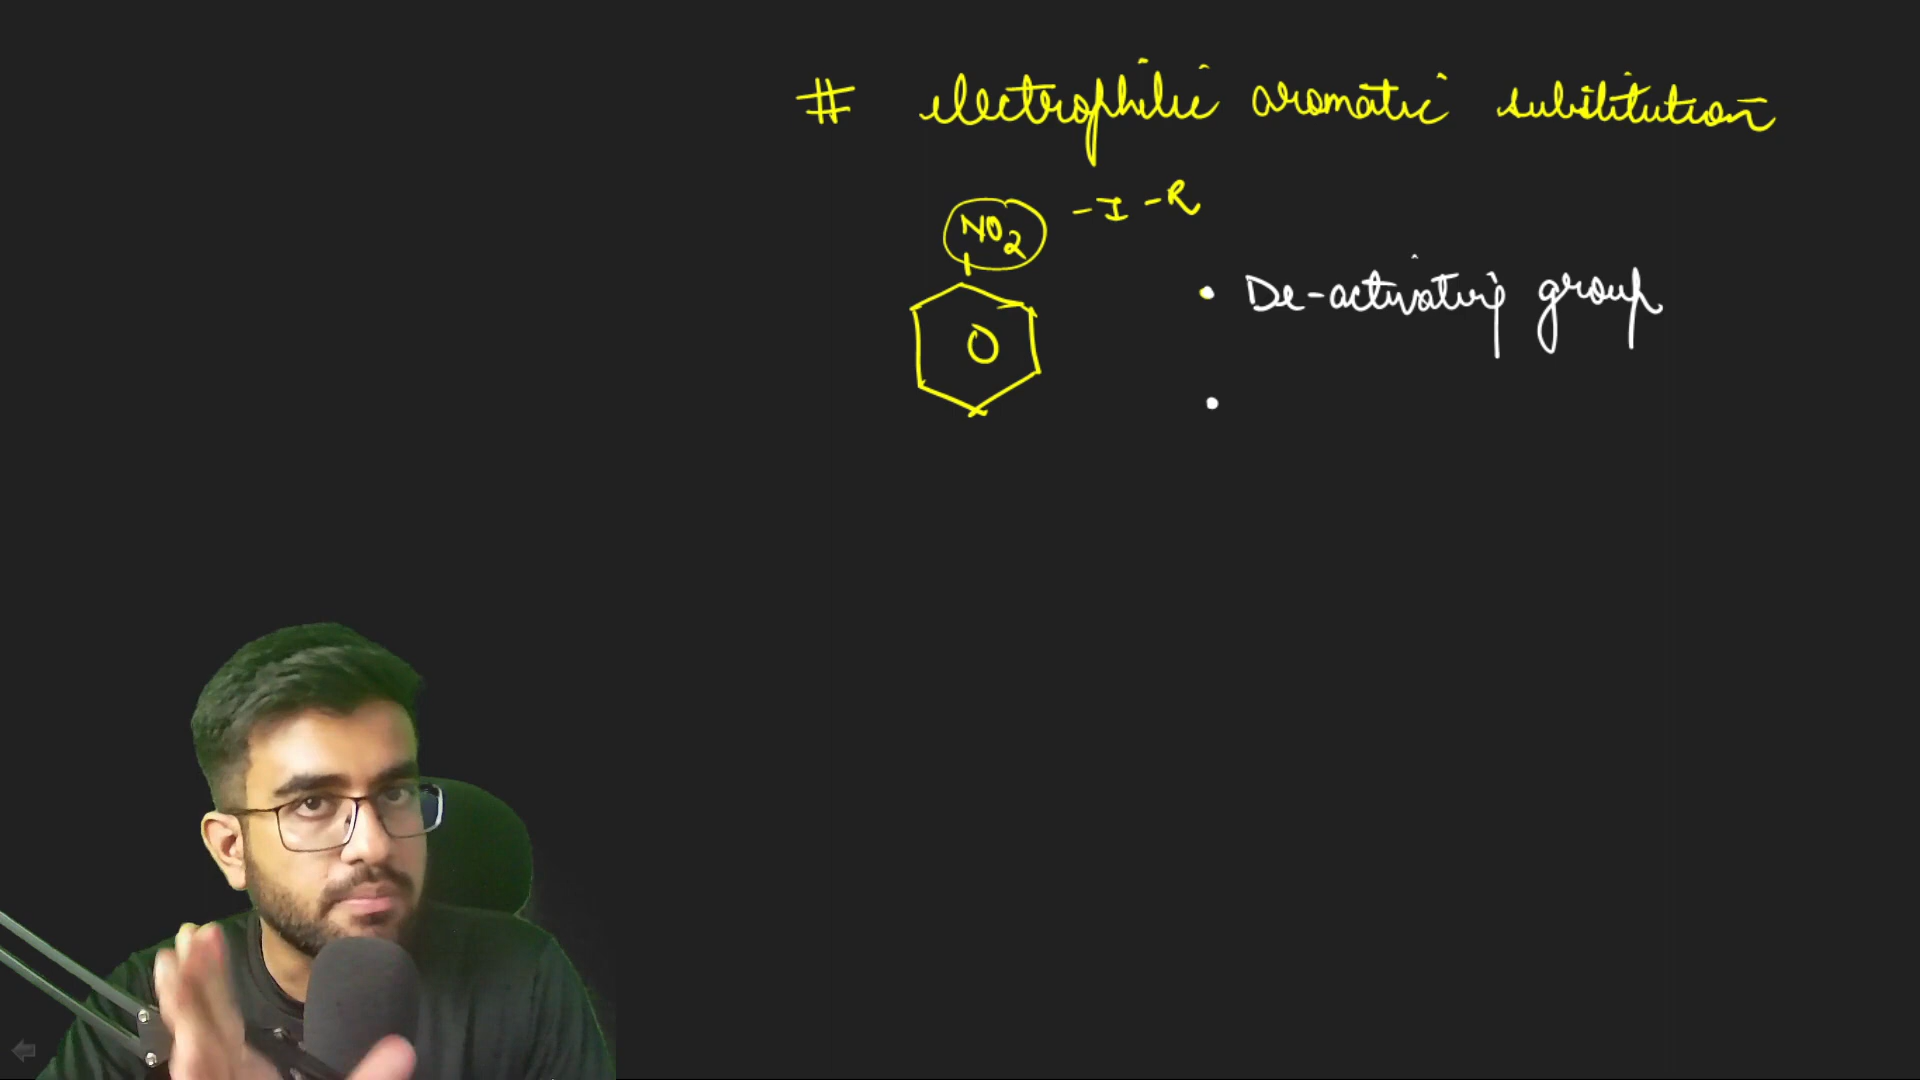 # electrophilic aromatic substitution
NO2 -I -R
• De-activating group
•